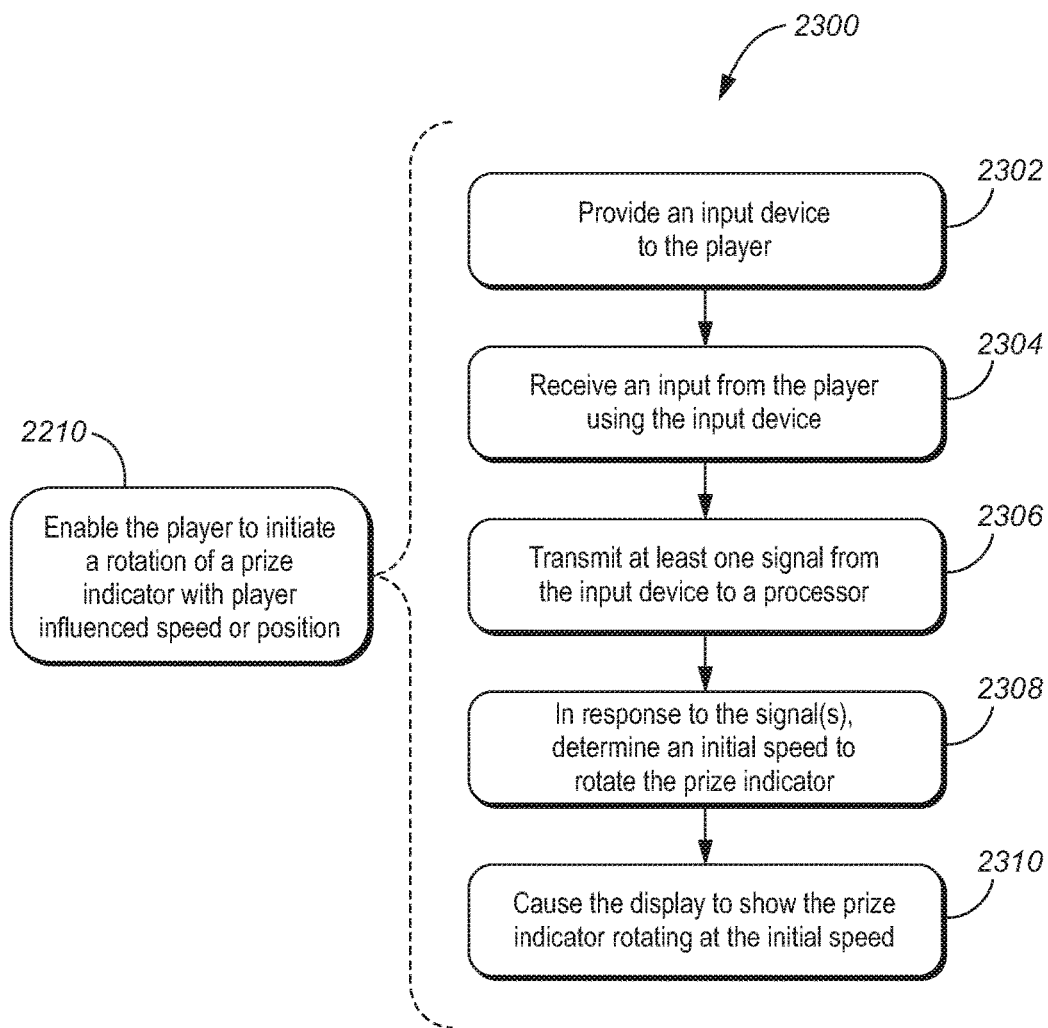 2300
2302
Provide an input device
to the player
2304
Receive an input from the player
using the input device
2210
Enable the player to initiate
a rotation of a prize
indicator with player
influenced speed or position
2306
Transmit at least one signal from
the input device to a processor
2308
In response to the signal(s),
determine an initial speed to
rotate the prize indicator
2310
Cause the display to show the prize
indicator rotating at the initial speed